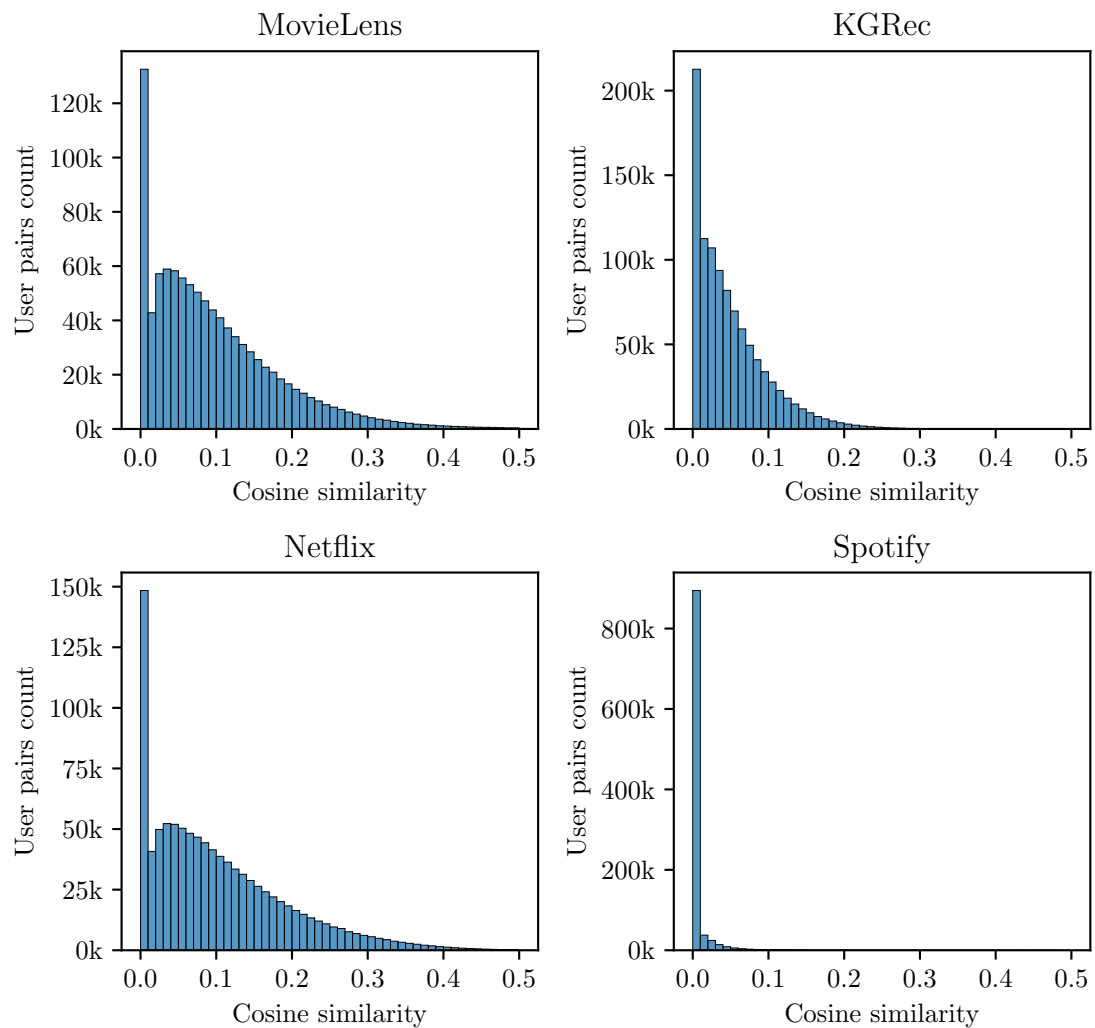 MovieLens
User pairs count
120k
100k
80k
60k
40k
20k
0k
0.0 0.1 0.2 0.3 0.4 0.5
Cosine similarity
KGRec
User pairs count
200k
150k
100k
50k
0k
0.0 0.1 0.2 0.3 0.4 0.5
Cosine similarity
Netflix
User pairs count
150k
125k
100k
75k
50k
25k
0k
0.0 0.1 0.2 0.3 0.4 0.5
Cosine similarity
Spotify
User pairs count
800k
600k
400k
200k
0k
0.0 0.1 0.2 0.3 0.4 0.5
Cosine similarity